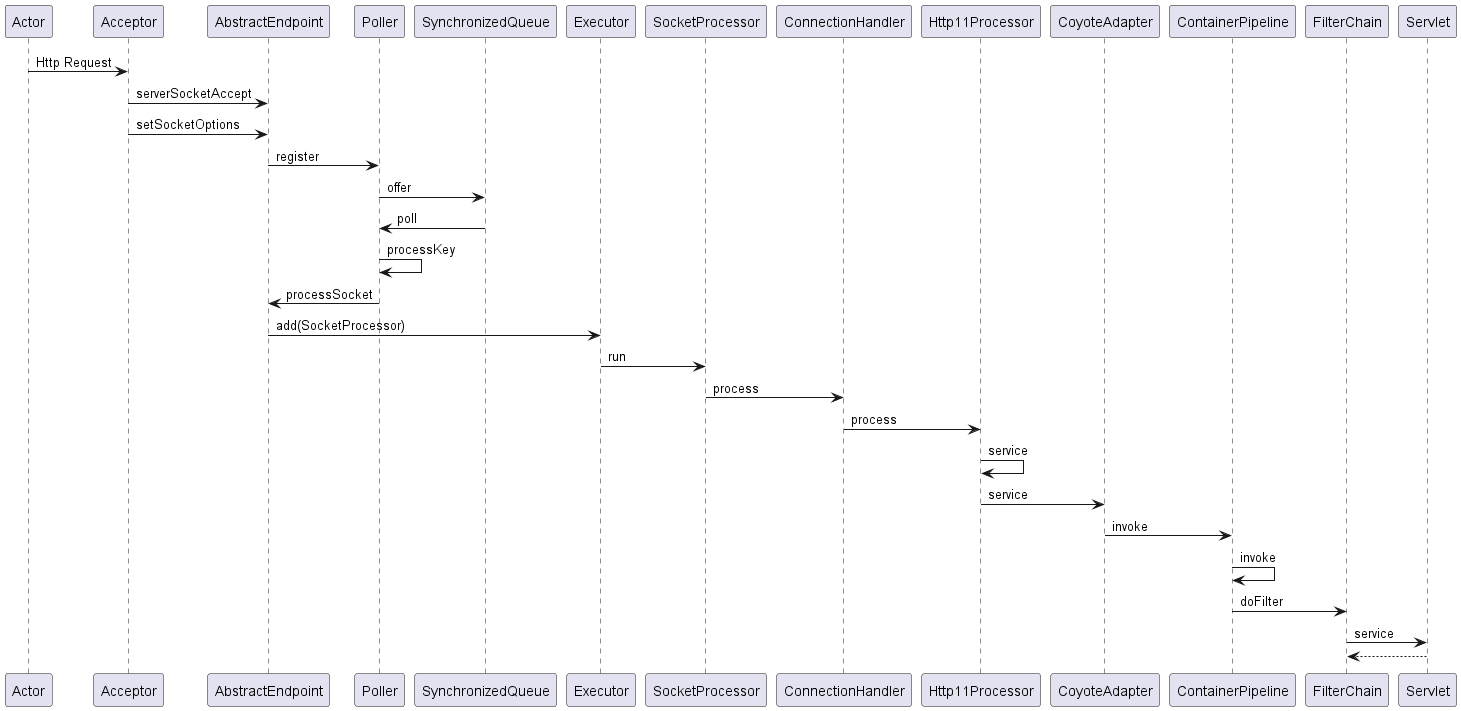 Actor Acceptor AbstractEndpoint Poller SynchronizedQueue Executor SocketProcessor ConnectionHandler Http11Processor CoyoteAdapter ContainerPipeline FilterChain Servlet
Http Request
serverSocketAccept
setSocketOptions
register
offer
poll
processKey
processSocket
add(SocketProcessor)
run
process
process
service
service
invoke
invoke
doFilter
service
Actor Acceptor AbstractEndpoint Poller SynchronizedQueue Executor SocketProcessor ConnectionHandler Http11Processor CoyoteAdapter ContainerPipeline FilterChain Servlet